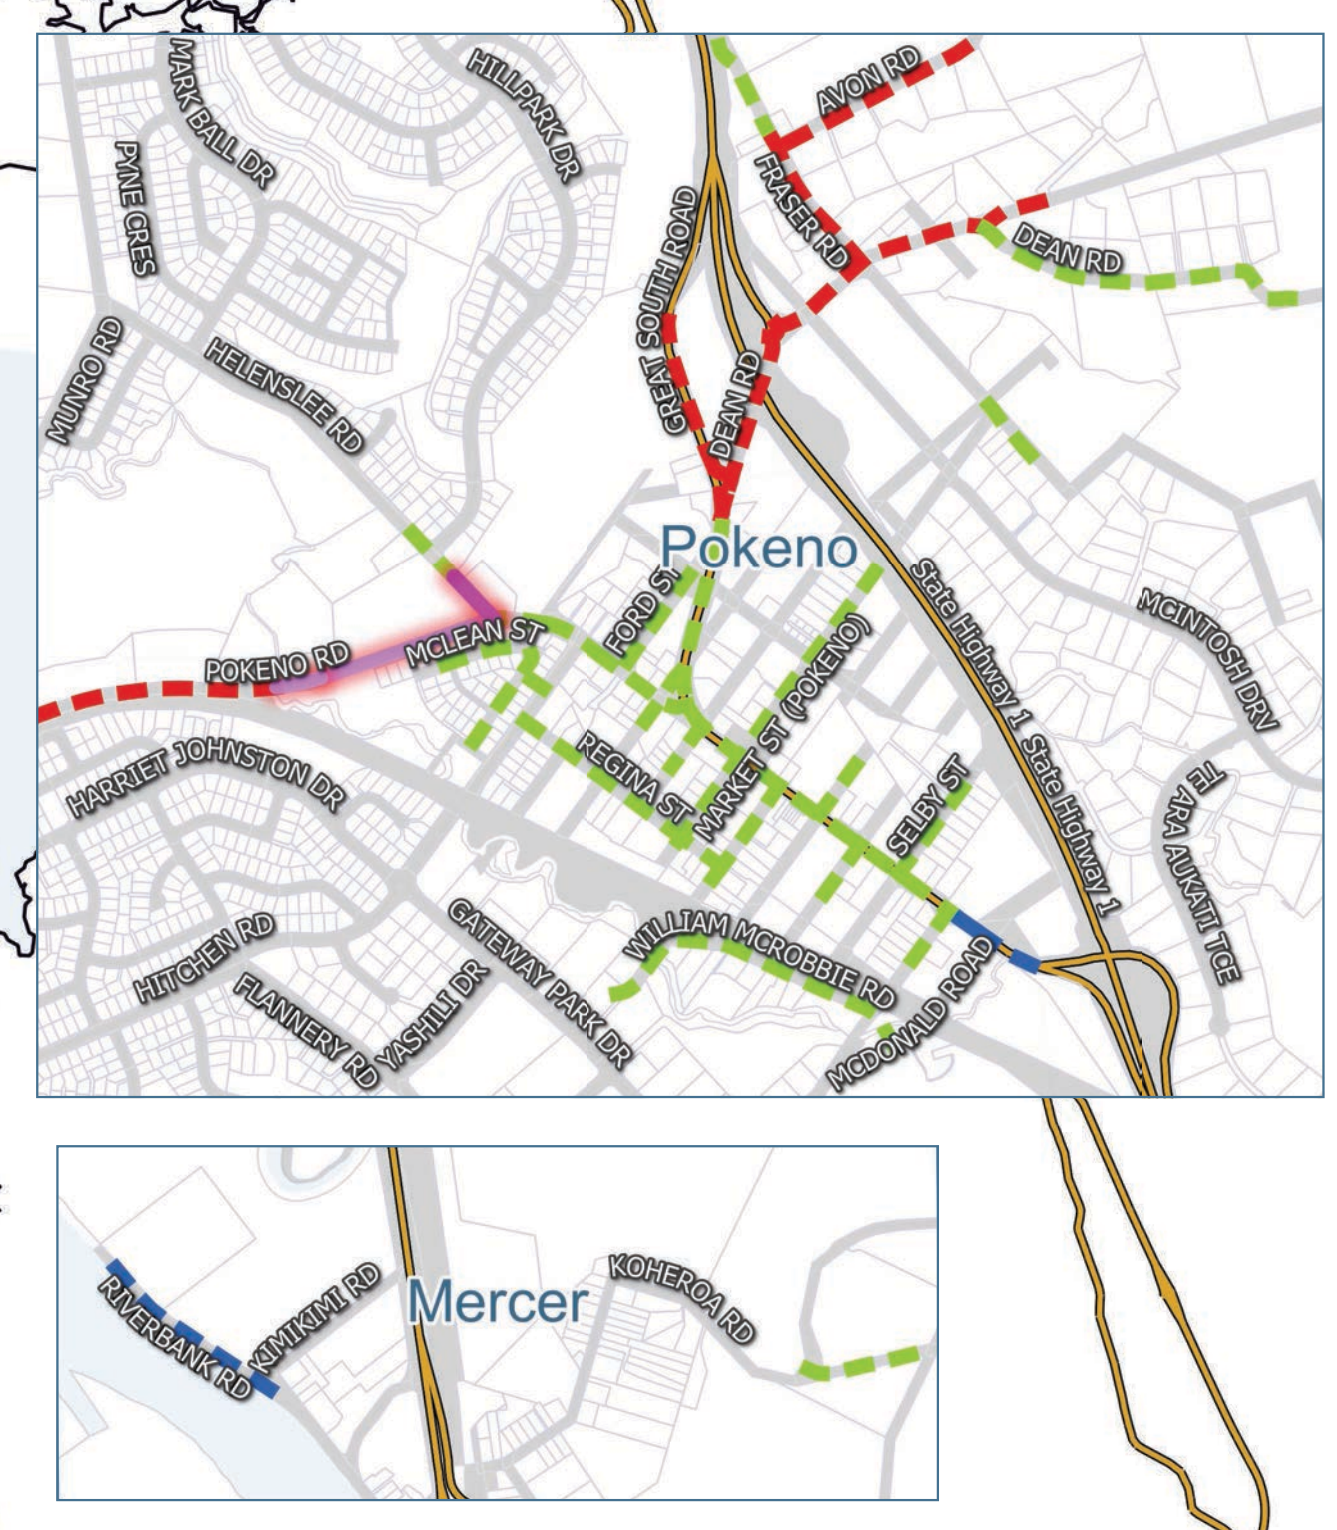 MARK BALL DR
HILLPARK DR
AVON RD
PYNE CRES
FRASER RD
GREAT SOUTH ROAD
DEAN RD
MUNRO RD
HELENSLEE RD
DEAN RD
Pokeno
FORD ST
State Highway 1
MCINTOSH DRV
POKENO RD
MCLEAN ST
MARKET ST (POKENO)
REGINA ST
State Highway 1
HARRIET JOHNSTON DR
SELBY ST
TE ARA AUKATI TCE
HITCHEN RD
GATEWAY PARK DR
WILLIAM MCROBBIE RD
FLANNERY RD
YASHILI DR
MCDONALD ROAD
RIVERBANK RD
KIMIKIMI RD
Mercer
KOHEROA RD